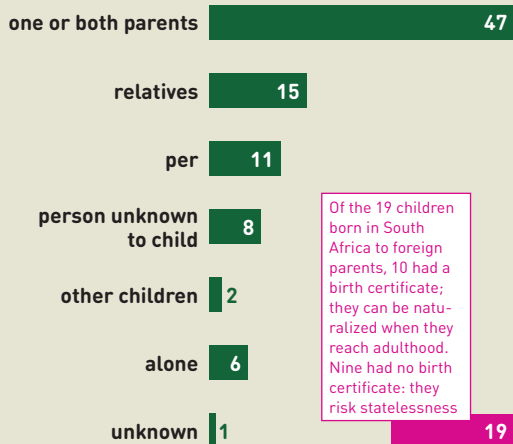 one or both parents 47
relatives 15
per 11
person unknown
to child 8
other children 2
alone 6
unknown 1
Of the 19 children
born in South
Africa to foreign
parents, 10 had a
birth certificate;
they can be natu-
ralized when they
reach adulthood.
Nine had no birth
certificate: they
risk statelessness
19